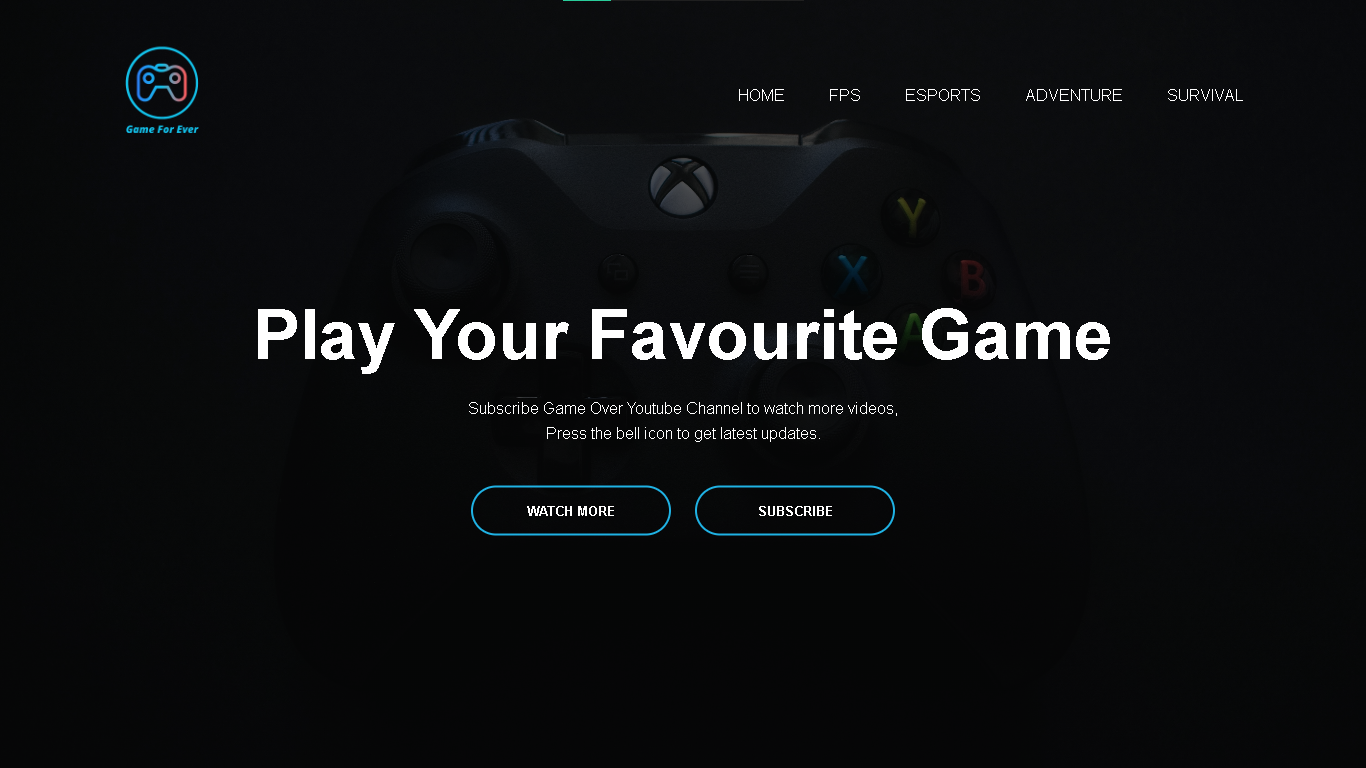 Game For Ever
HOME FPS ESPORTS ADVENTURE SURVIVAL
Y
X
B
A
Play Your Favourite Game
Subscribe Game Over Youtube Channel to watch more videos,
Press the bell icon to get latest updates.
WATCH MORE SUBSCRIBE